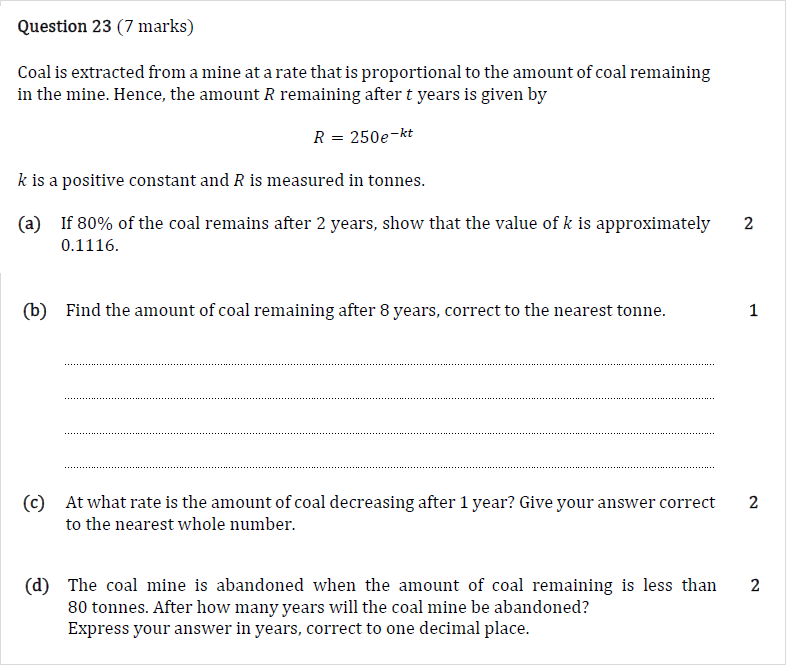 Question 23 (7 marks)
Coal is extracted from a mine at a rate that is proportional to the amount of coal remaining
in the mine. Hence, the amount R remaining after t years is given by
R = 250e^{-kt}
k is a positive constant and R is measured in tonnes.
(a) If 80% of the coal remains after 2 years, show that the value of k is approximately 2
0.1116.
(b) Find the amount of coal remaining after 8 years, correct to the nearest tonne. 1
(c) At what rate is the amount of coal decreasing after 1 year? Give your answer correct 2
to the nearest whole number.
(d) The coal mine is abandoned when the amount of coal remaining is less than 2
80 tonnes. After how many years will the coal mine be abandoned?
Express your answer in years, correct to one decimal place.